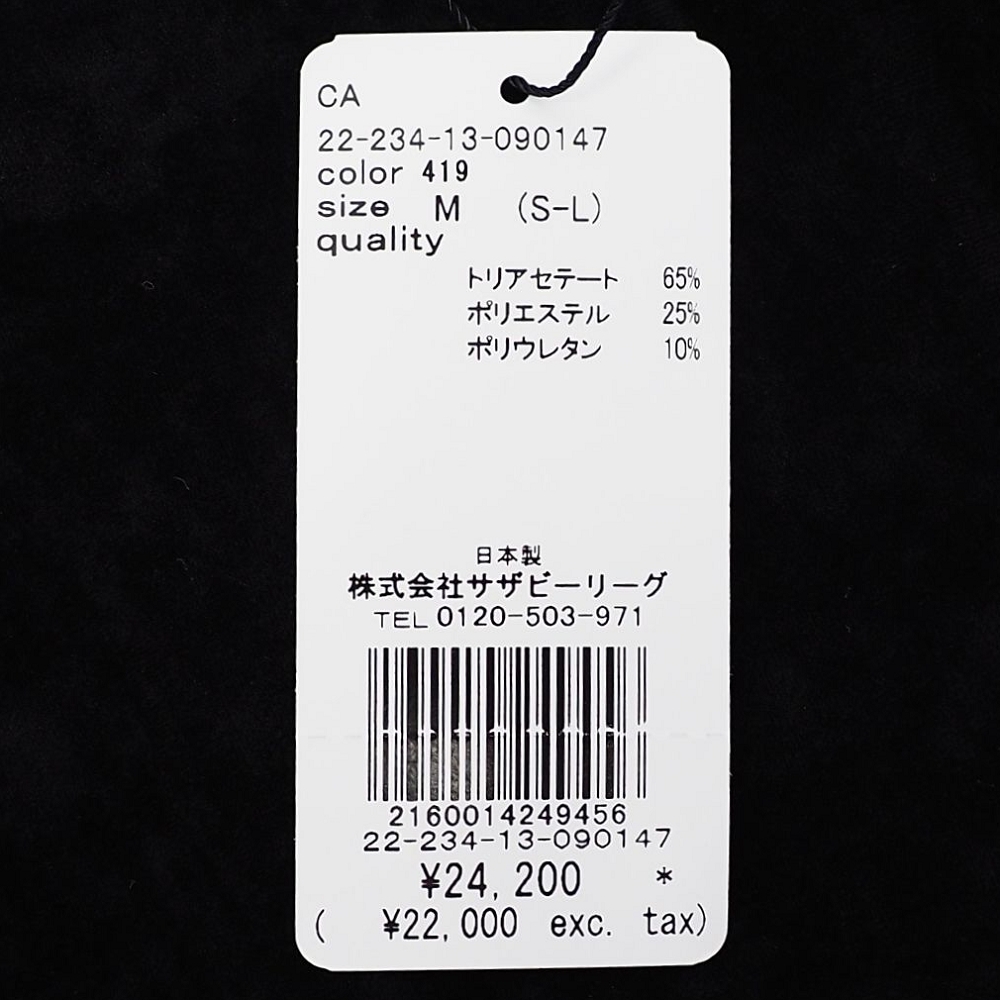 CA
22-234-13-090147
color 419
size M (S-L)
quality
トリアセテート 65%
ポリエステル 25%
ポリウレタン 10%
日本製
株式会社サザビーリーグ
TEL 0120-503-971
2160014249456
22-234-13-090147
¥24,200 *
( ¥22,000 exc. tax)